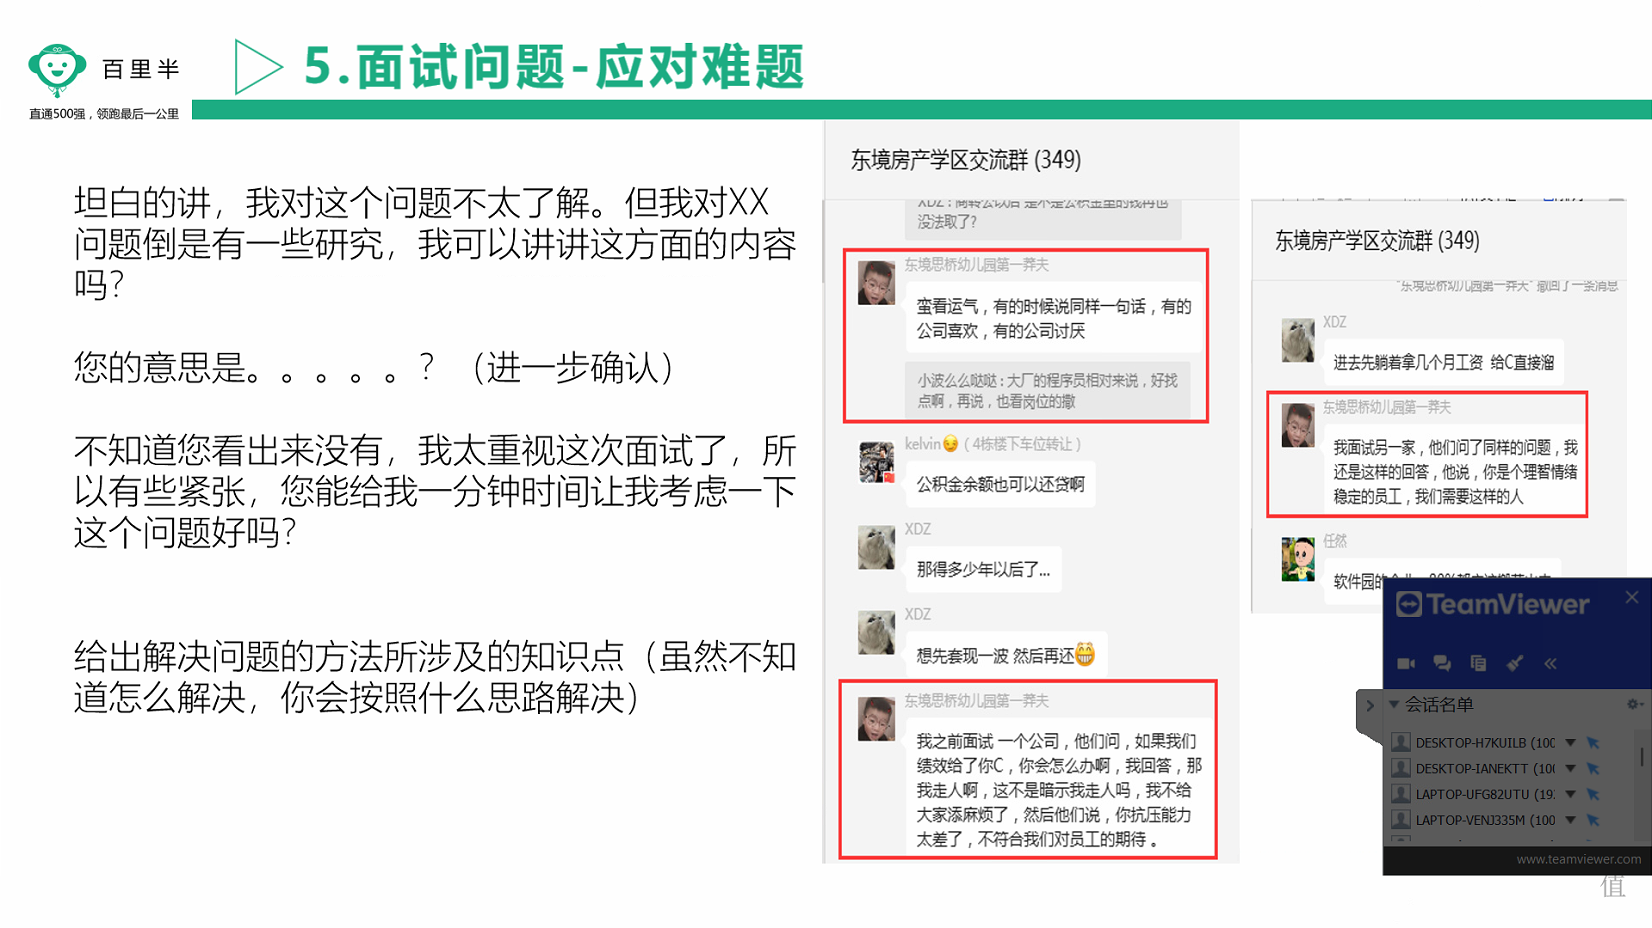 百里半
直通500强，领跑最后一公里
5.面试问题-应对难题
坦白的讲，我对这个问题不太了解。但我对XX
问题倒是有一些研究，我可以讲讲这方面的内容
吗？
您的意思是。。。。。？（进一步确认）
不知道您看出来没有，我太重视这次面试了，所
以有些紧张，您能给我一分钟时间让我考虑一下
这个问题好吗？
给出解决问题的方法所涉及的知识点（虽然不知
道怎么解决，你会按照什么思路解决）
东境房产学区交流群 (349)
没法取了?
东境思桥幼儿园第一莽夫
蛮看运气，有的时候说同样一句话，有的
公司喜欢，有的公司讨厌
小波么么哒哒：大厂的程序员相对来说，好找
点啊，再说，也看岗位的撒
kelvin（4栋楼下车位转让）
公积金余额也可以还贷啊
XDZ
那得多少年以后了...
XDZ
想先套现一波 然后再还
东境思桥幼儿园第一莽夫
我之前面试 一个公司，他们问，如果我们
绩效给了你C，你会怎么办啊，我回答，那
我走人啊，这不是暗示我走人吗，我不给
大家添麻烦了，然后他们说，你抗压能力
太差了，不符合我们对员工的期待 。
东境房产学区交流群 (349)
"东境思桥幼儿园第一莽夫" 撤回了一条消息
XDZ
进去先躺着拿几个月工资 给C直接溜
东境思桥幼儿园第一莽夫
我面试另一家，他们问了同样的问题，我
还是这样的回答，他说，你是个理智情绪
稳定的员工，我们需要这样的人
任然
软件园的
TeamViewer
会话名单
DESKTOP-H7KUILB (100
DESKTOP-IANEKTT (100
LAPTOP-UFG82UTU (19
LAPTOP-VENJ335M (100
www.teamviewer.com
值